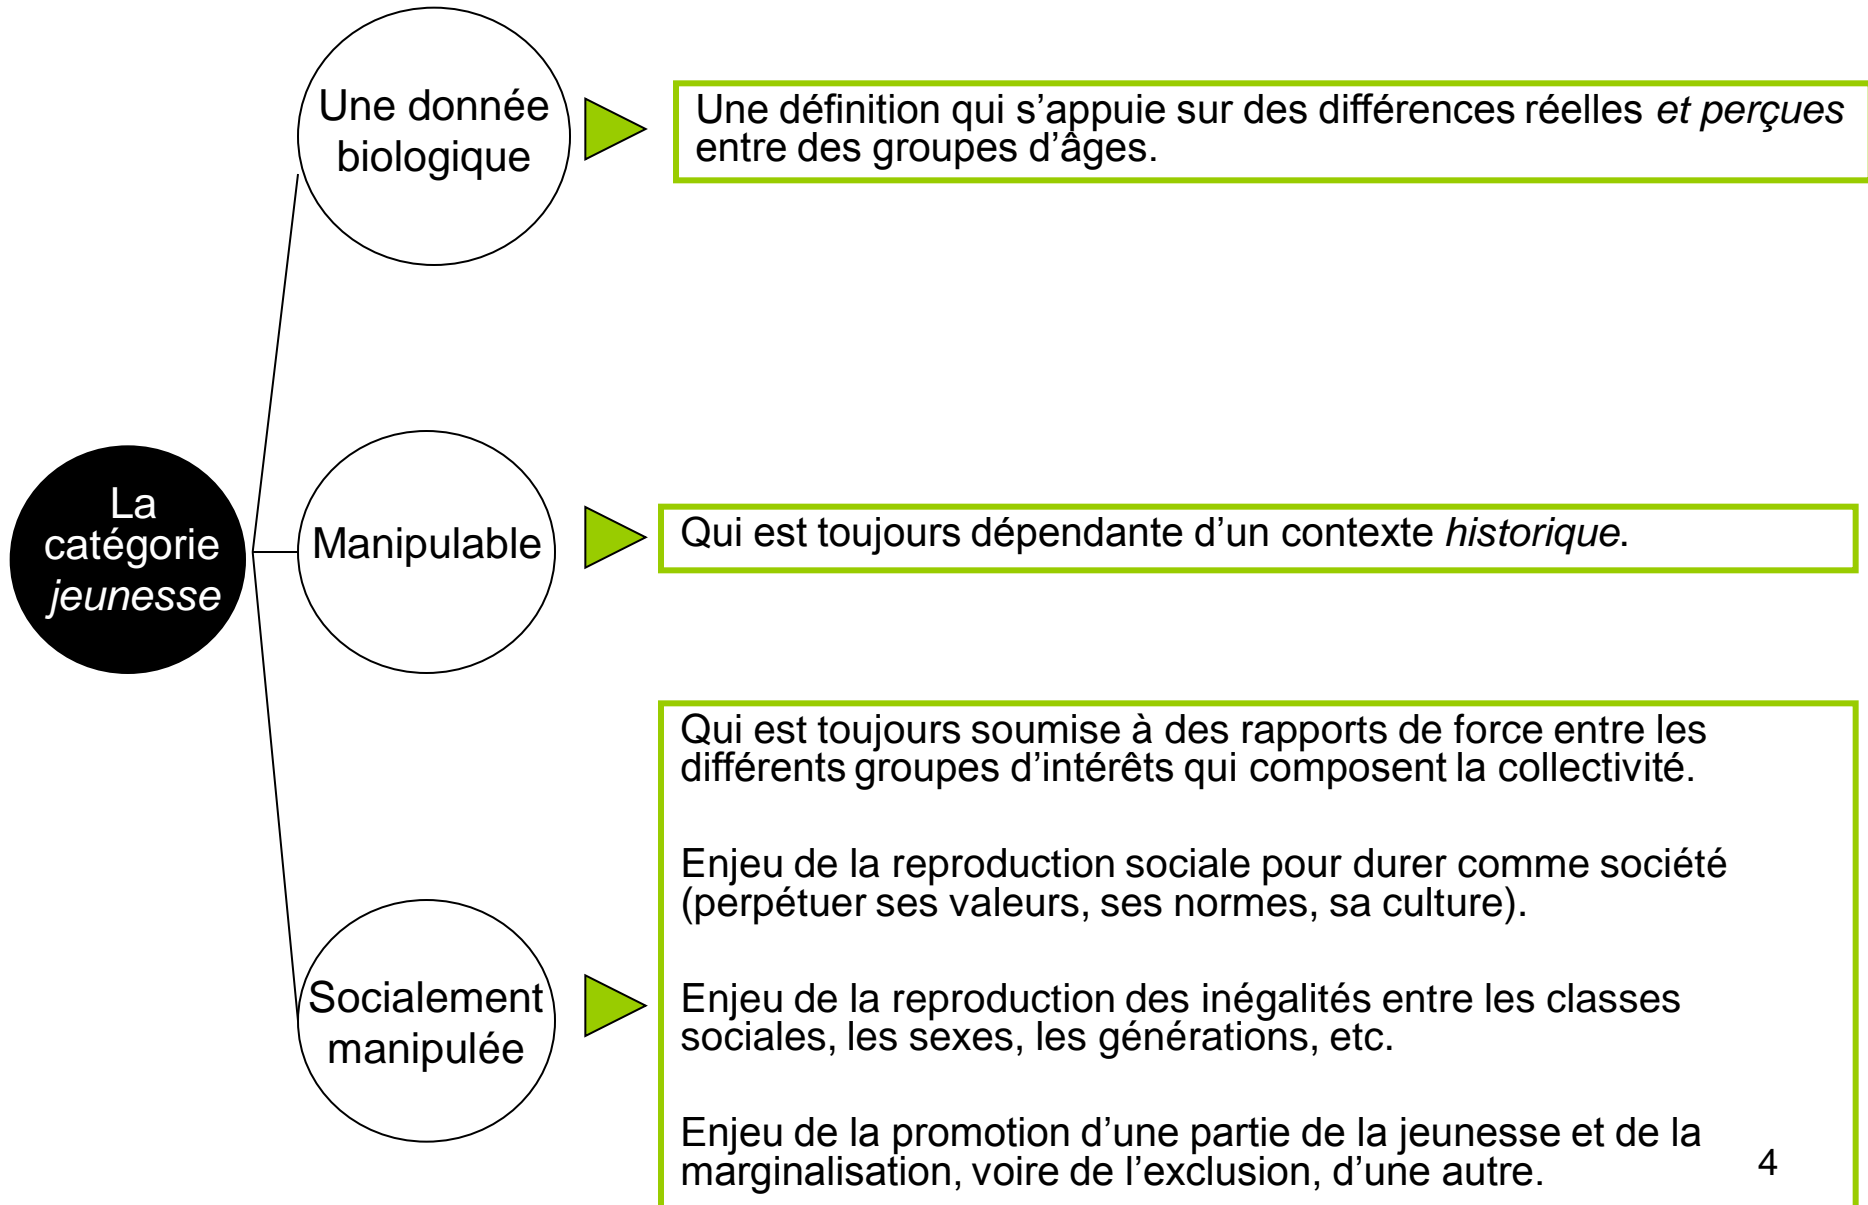 La
catégorie
jeunesse
Une donnée
biologique
Une définition qui s’appuie sur des différences réelles et perçues
entre des groupes d’âges.
Manipulable
Qui est toujours dépendante d’un contexte historique.
Socialement
manipulée
Qui est toujours soumise à des rapports de force entre les
différents groupes d’intérêts qui composent la collectivité.
Enjeu de la reproduction sociale pour durer comme société
(perpétuer ses valeurs, ses normes, sa culture).
Enjeu de la reproduction des inégalités entre les classes
sociales, les sexes, les générations, etc.
Enjeu de la promotion d’une partie de la jeunesse et de la
marginalisation, voire de l’exclusion, d’une autre.
4